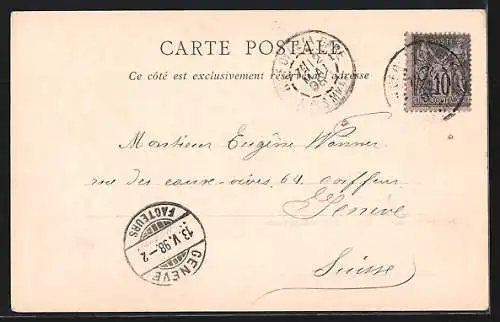 CARTE POSTALE
Ce côté est exclusivement réservé à l'adresse
POSTE
10
Monsieur Eugène Wanner
rue des eaux-vives. 64. coiffeur
Genève
Suisse
FACTEURS
13.V.98–2
GENÈVE